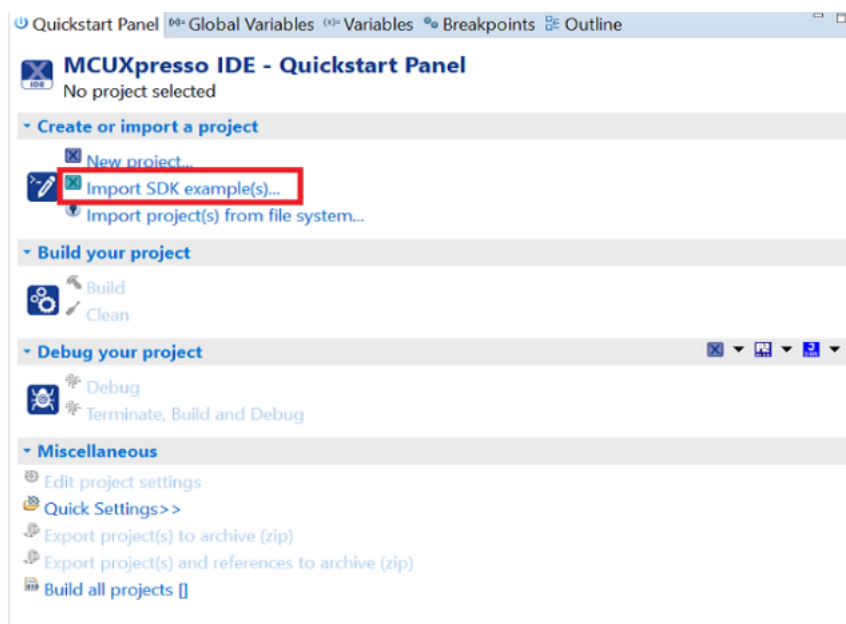 Quickstart Panel (x)= Global Variables (x)= Variables Breakpoints Outline
MCUXpresso IDE - Quickstart Panel
IDE
No project selected
Create or import a project
New project...
Import SDK example(s)...
Import project(s) from file system...
Build your project
Build
Clean
Debug your project
Debug
Terminate, Build and Debug
Miscellaneous
Edit project settings
Quick Settings>>
Export project(s) to archive (zip)
Export project(s) and references to archive (zip)
Build all projects []